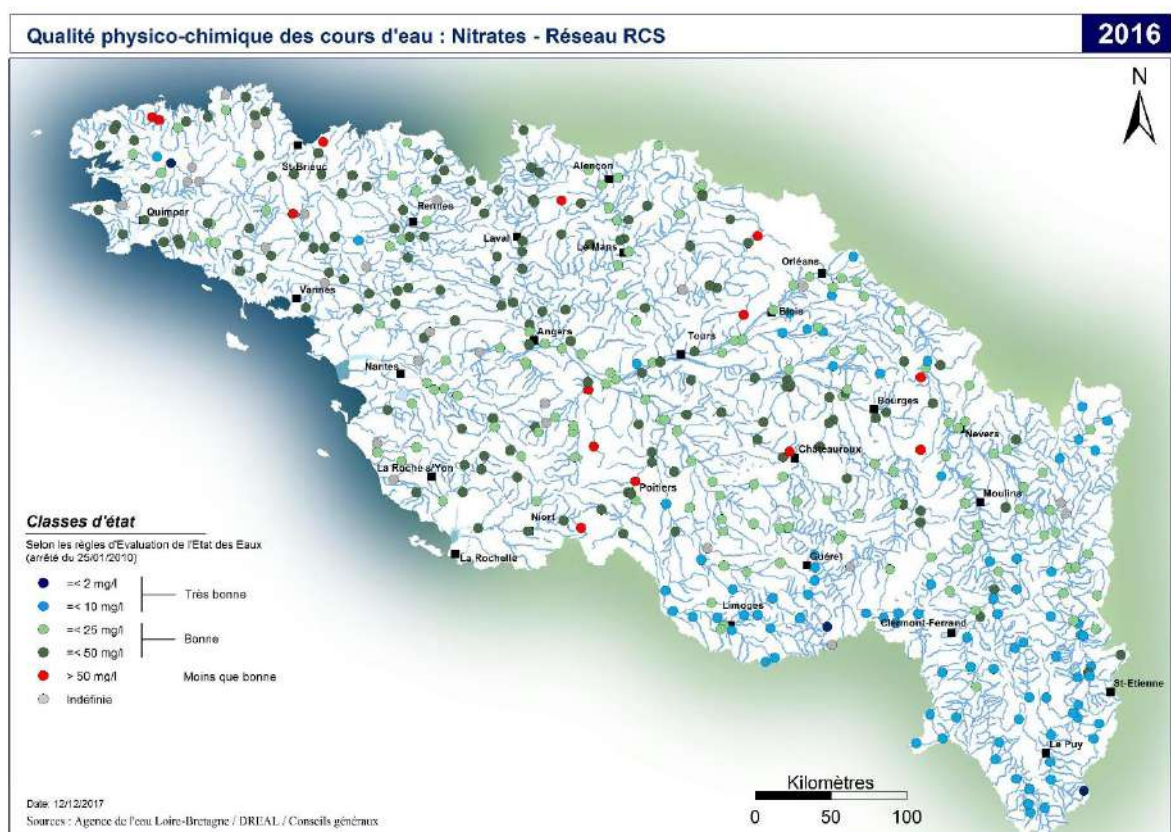 Qualité physico-chimique des cours d'eau : Nitrates - Réseau RCS
2016
N
St-Brieuc
Alençon
Quimper
Rennes
Laval
Le Mans
Orléans
Vannes
Blois
Angers
Tours
Nantes
Bourges
Nevers
Châteauroux
La Roche s/Yon
Poitiers
Moulins
Niort
La Rochelle
Guéret
Limoges
Clermont-Ferrand
St-Etienne
Le Puy
Classes d'état
Selon les règles d'Evaluation de l'Etat des Eaux
(arrêté du 25/01/2010)
=< 2 mg/l
Très bonne
=< 10 mg/l
=< 25 mg/l
Bonne
=< 50 mg/l
> 50 mg/l
Moins que bonne
Indéfinie
Kilomètres
0 50 100
Date: 12/12/2017
Sources : Agence de l'eau Loire-Bretagne / DREAL / Conseils généraux